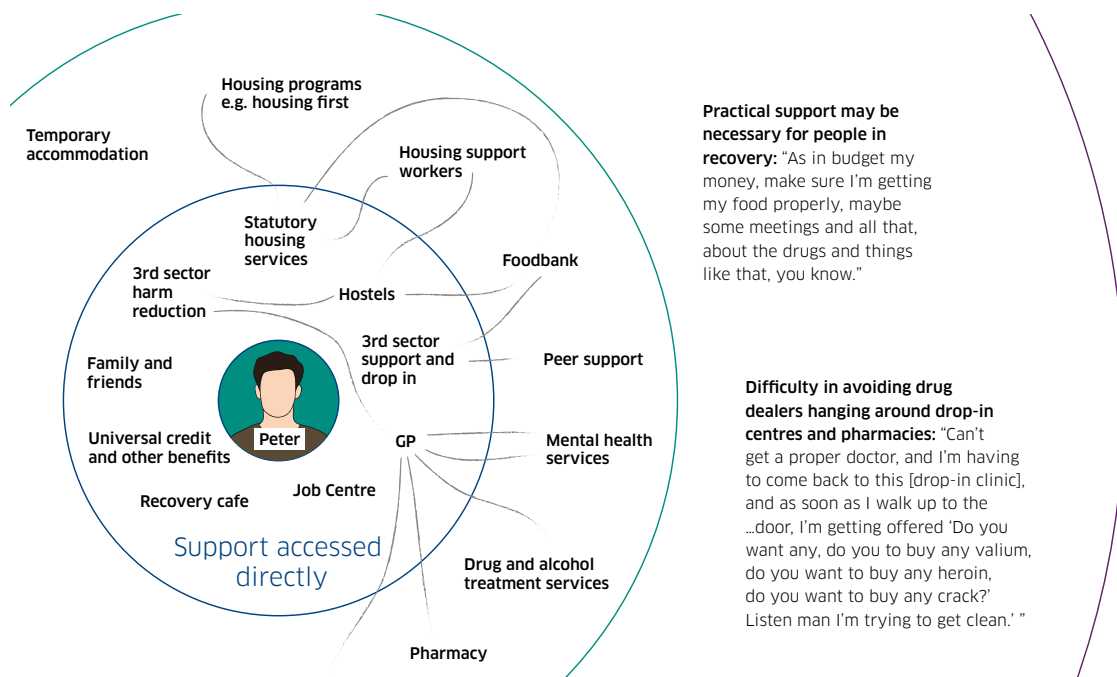 Housing programs
e.g. housing first
Temporary
accommodation
Housing support
workers
Statutory
housing
services
Foodbank
3rd sector
harm
reduction
Hostels
3rd sector
support and
drop in
Peer support
Family and
friends
Peter
Universal credit
and other benefits
GP
Mental health
services
Job Centre
Recovery cafe
Support accessed
directly
Drug and alcohol
treatment services
Pharmacy
Practical support may be
necessary for people in
recovery: “As in budget my
money, make sure I’m getting
my food properly, maybe
some meetings and all that,
about the drugs and things
like that, you know.”
Difficulty in avoiding drug
dealers hanging around drop-in
centres and pharmacies: “Can’t
get a proper doctor, and I’m having
to come back to this [drop-in clinic],
and as soon as I walk up to the
...door, I’m getting offered ‘Do you
want any, do you to buy any valium,
do you want to buy any heroin,
do you want to buy any crack?’
Listen man I’m trying to get clean.’ ”